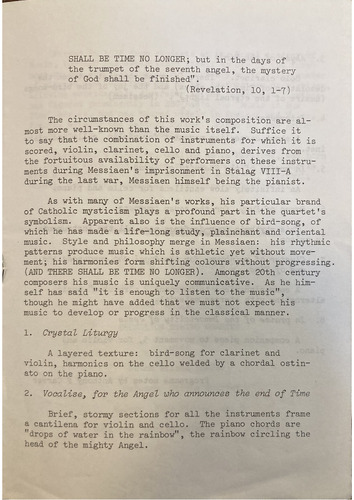 SHALL BE TIME NO LONGER; but in the days of
the trumpet of the seventh angel, the mystery
of God shall be finished".
(Revelation, 10, 1-7)
The circumstances of this work's composition are al-
most more well-known than the music itself. Suffice it
to say that the combination of instruments for which it is
scored, violin, clarinet, cello and piano, derives from
the fortuitous availability of performers on these instru-
ments during Messiaen's imprisonment in Stalag VIII-A
during the last war, Messiaen himself being the pianist.
As with many of Messiaen's works, his particular brand
of Catholic mysticism plays a profound part in the quartet's
symbolism. Apparent also is the influence of bird-song, of
which he has made a life-long study, plainchant and oriental
music. Style and philosophy merge in Messiaen: his rhythmic
patterns produce music which is athletic yet without move-
ment; his harmonies form shifting colours without progressing.
(AND THERE SHALL BE TIME NO LONGER). Amongst 20th century
composers his music is uniquely communicative. As he him-
self has said "it is enough to listen to the music",
though he might have added that we must not expect his
music to develop or progress in the classical manner.
1. Crystal Liturgy
A layered texture: bird-song for clarinet and
violin, harmonics on the cello welded by a chordal ostin-
ato on the piano.
2. Vocalise, for the Angel who announces the end of Time
Brief, stormy sections for all the instruments frame
a cantilena for violin and cello. The piano chords are
"drops of water in the rainbow", the rainbow circling the
head of the mighty Angel.